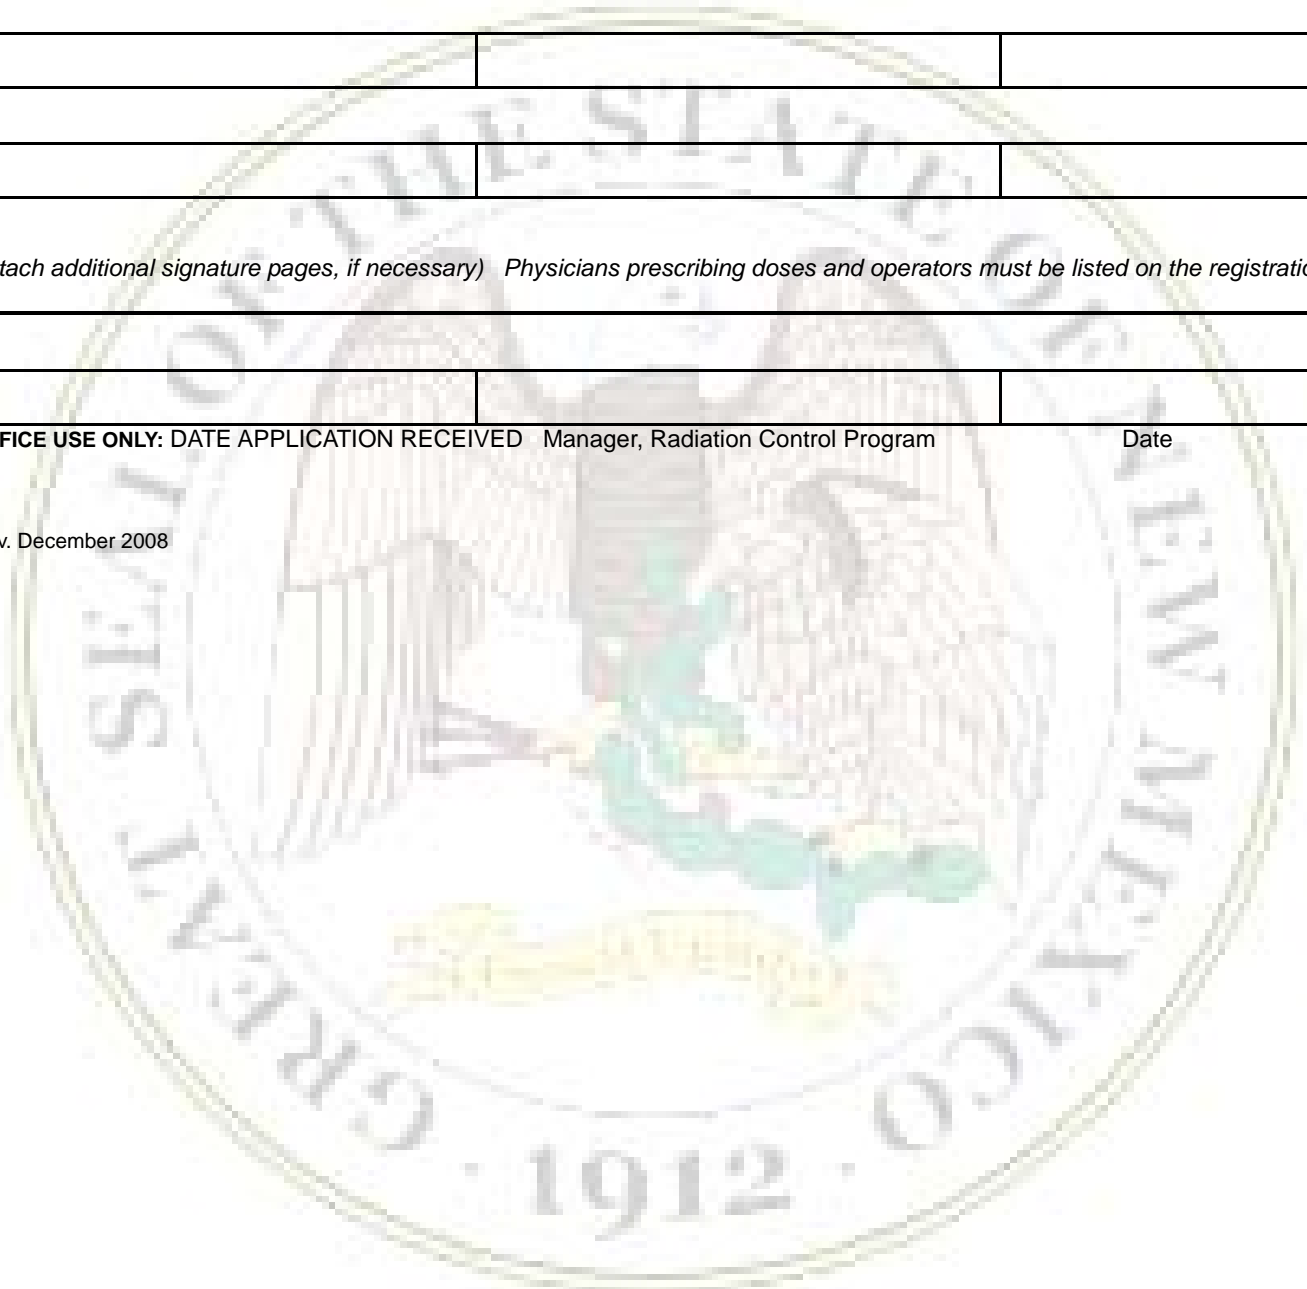 tach additional signature pages, if necessary) Physicians prescribing doses and operators must be listed on the registratio
FICE USE ONLY: DATE APPLICATION RECEIVED Manager, Radiation Control Program Date
v. December 2008
GREAT SEAL OF THE STATE OF NEW MEXICO
· 1912 ·